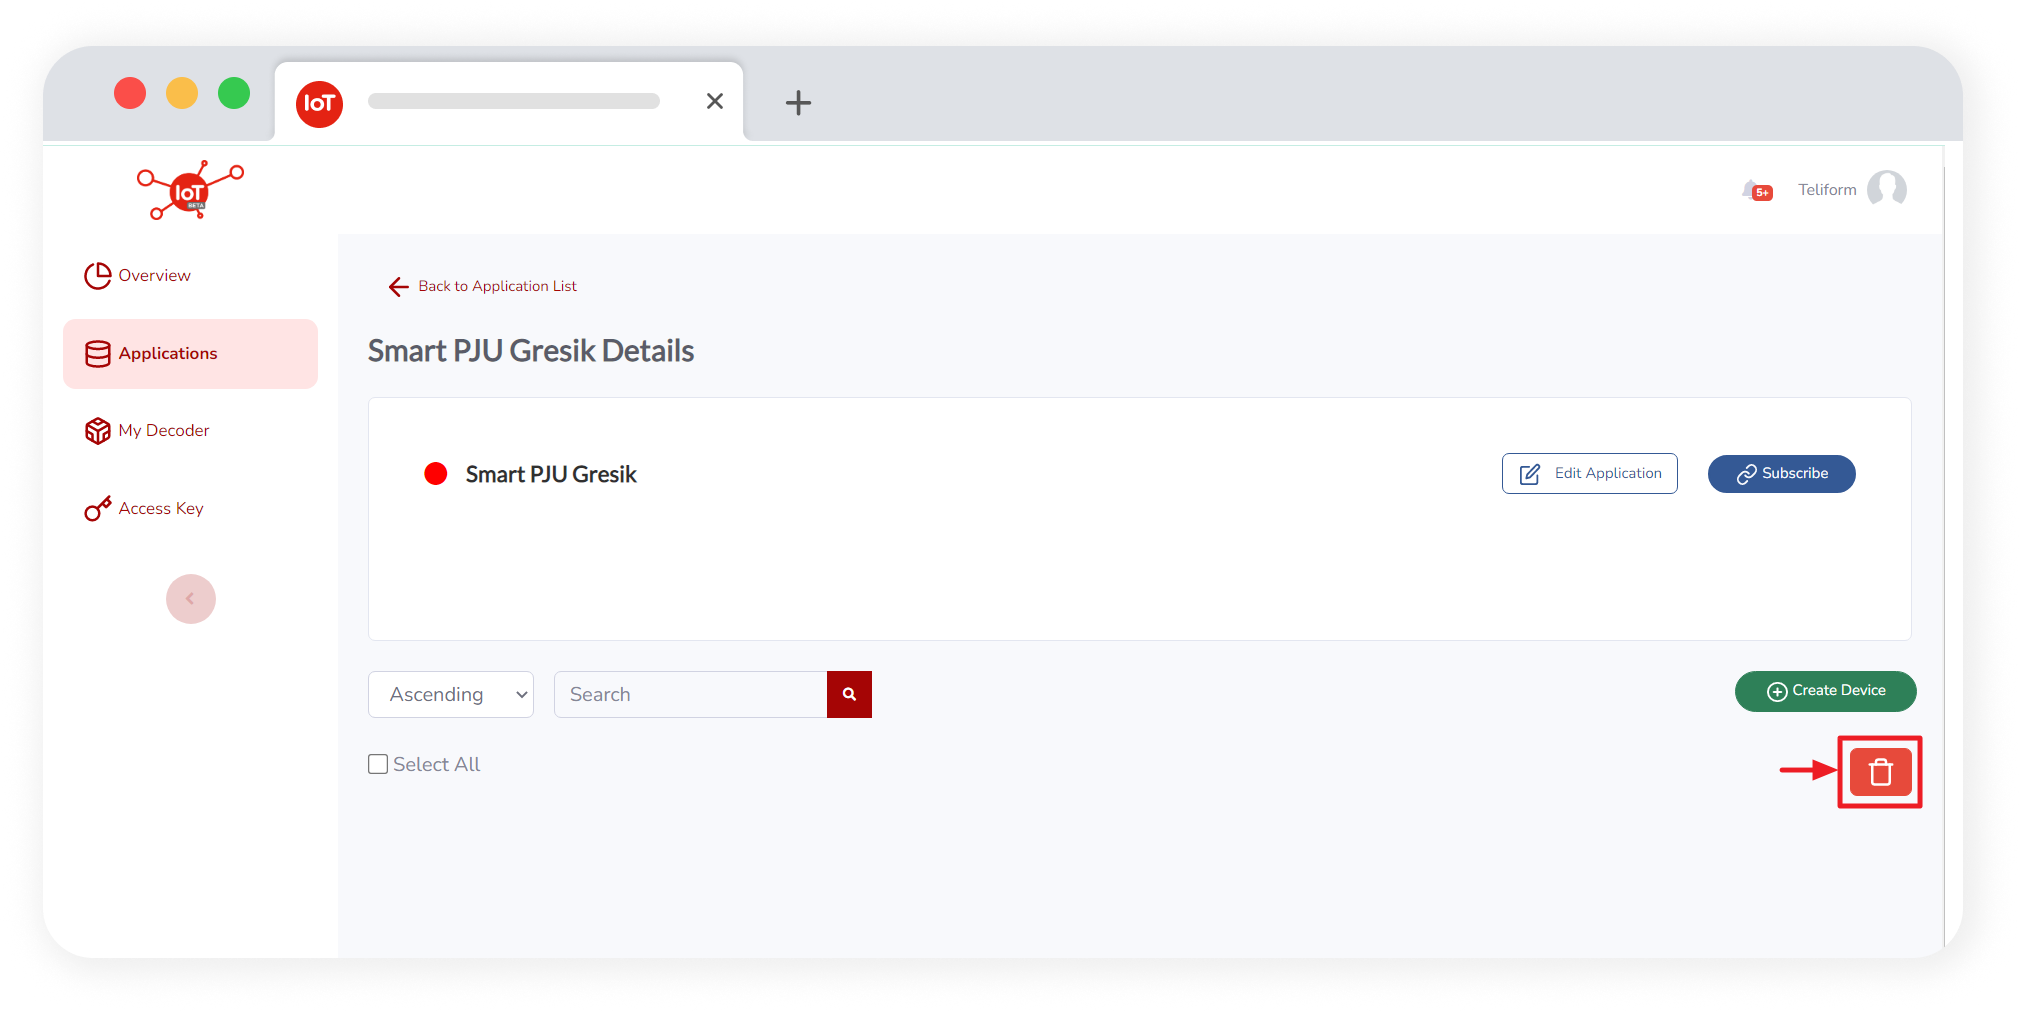 IoT
IoT
BETA
5+
Teliform
Overview
Applications
My Decoder
Access Key
Back to Application List
Smart PJU Gresik Details
Smart PJU Gresik
Edit Application
Subscribe
Ascending
Search
Create Device
Select All